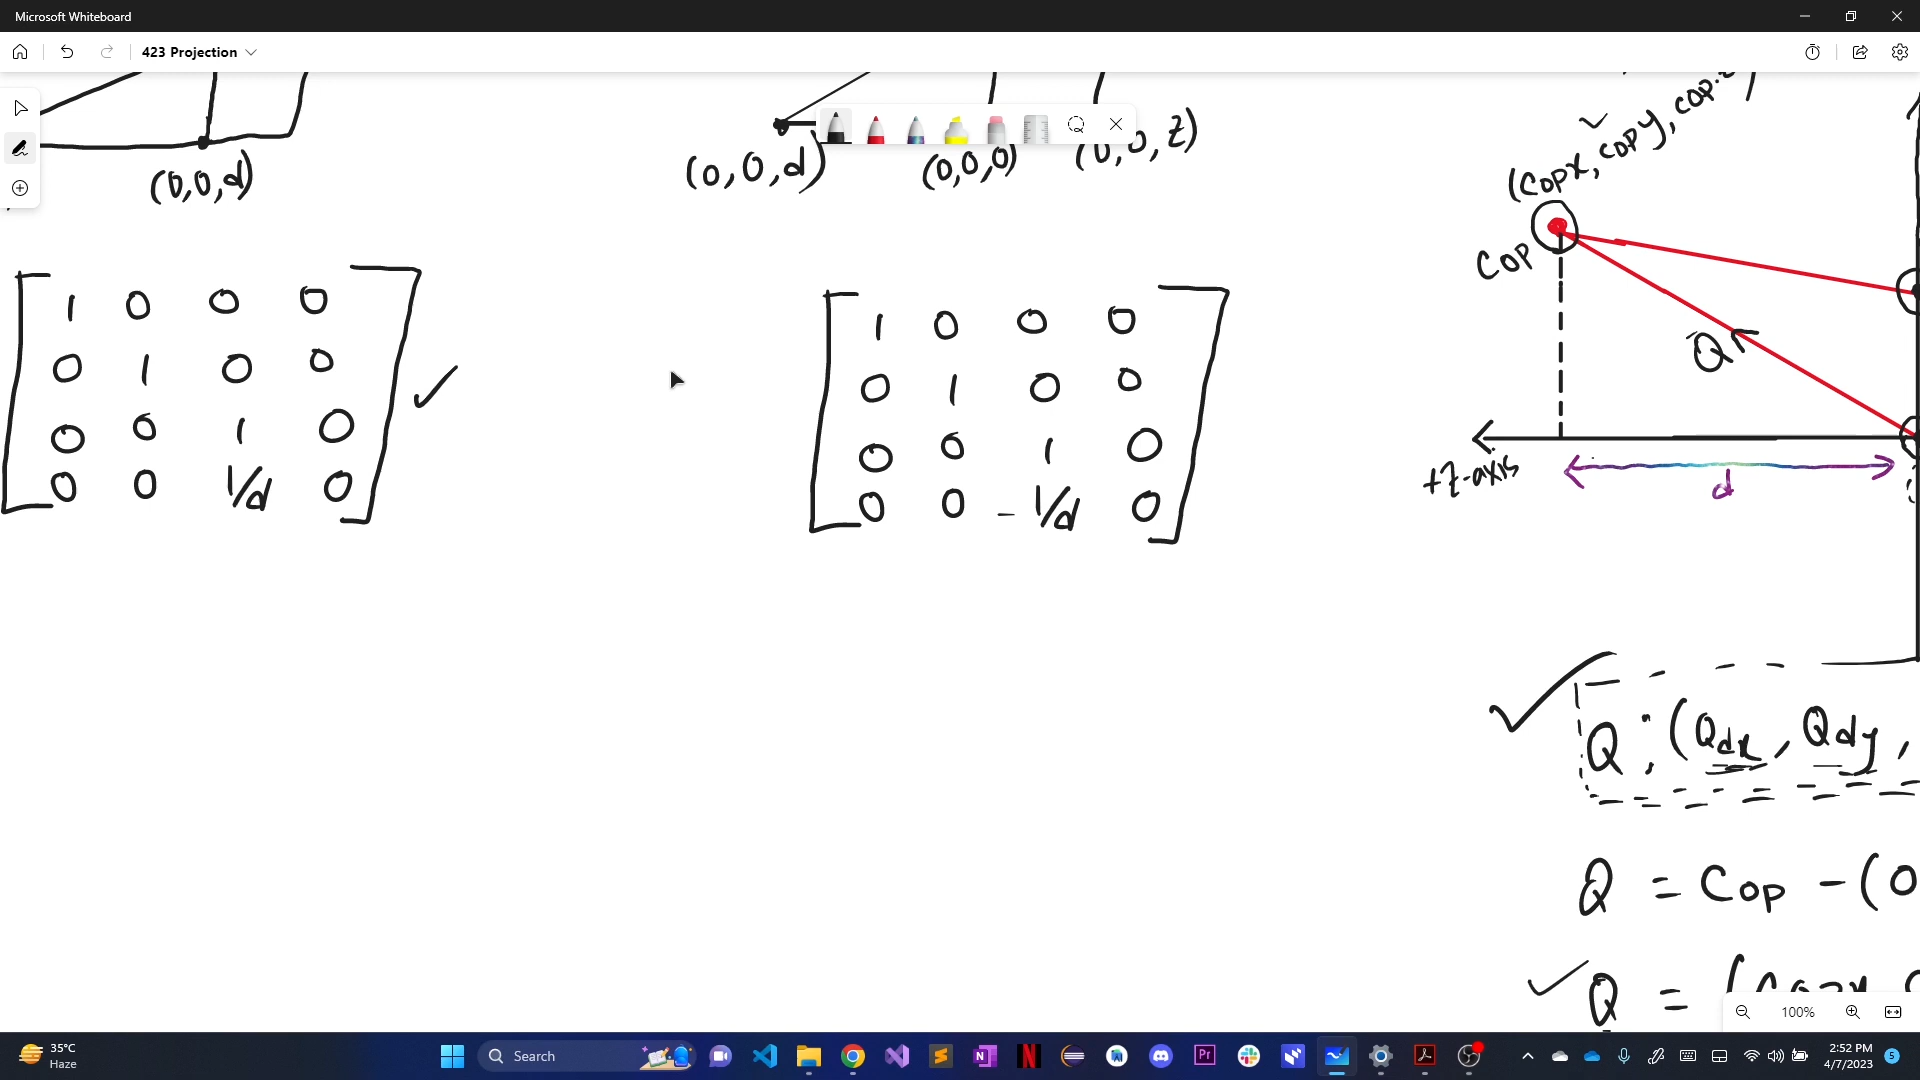 Microsoft Whiteboard
423 Projection
(0,0,d)
(0,0,d)
(0,0,0)
(0,0,z)
(Copx, copy, cop.z)
Cop
1 0 0 0
0 1 0 0
0 0 1 0
0 0 1/d 0
1 0 0 0
0 1 0 0
0 0 1 0
0 0 -1/d 0
Q
+z-axis
d
Q : (Qdx, Qdy,
Q = Cop - (0
Q =
100%
35°C
Haze
Search
Pr
2:52 PM
4/7/2023
5